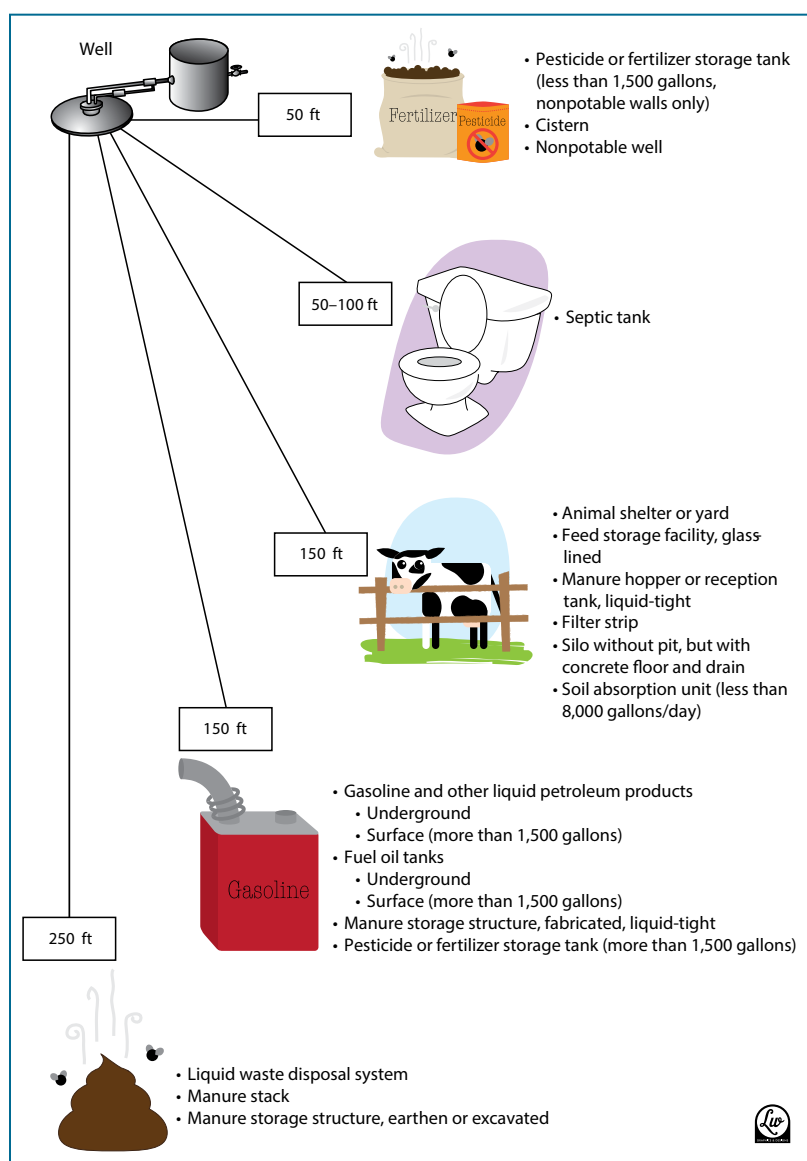 Well
50 ft
Fertilizer
Pesticide
• Pesticide or fertilizer storage tank
(less than 1,500 gallons,
nonpotable walls only)
• Cistern
• Nonpotable well
50–100 ft
• Septic tank
150 ft
• Animal shelter or yard
• Feed storage facility, glass-
lined
• Manure hopper or reception
tank, liquid-tight
• Filter strip
• Silo without pit, but with
concrete floor and drain
• Soil absorption unit (less than
8,000 gallons/day)
150 ft
Gasoline
• Gasoline and other liquid petroleum products
• Underground
• Surface (more than 1,500 gallons)
• Fuel oil tanks
• Underground
• Surface (more than 1,500 gallons)
• Manure storage structure, fabricated, liquid-tight
• Pesticide or fertilizer storage tank (more than 1,500 gallons)
250 ft
• Liquid waste disposal system
• Manure stack
• Manure storage structure, earthen or excavated
Lw